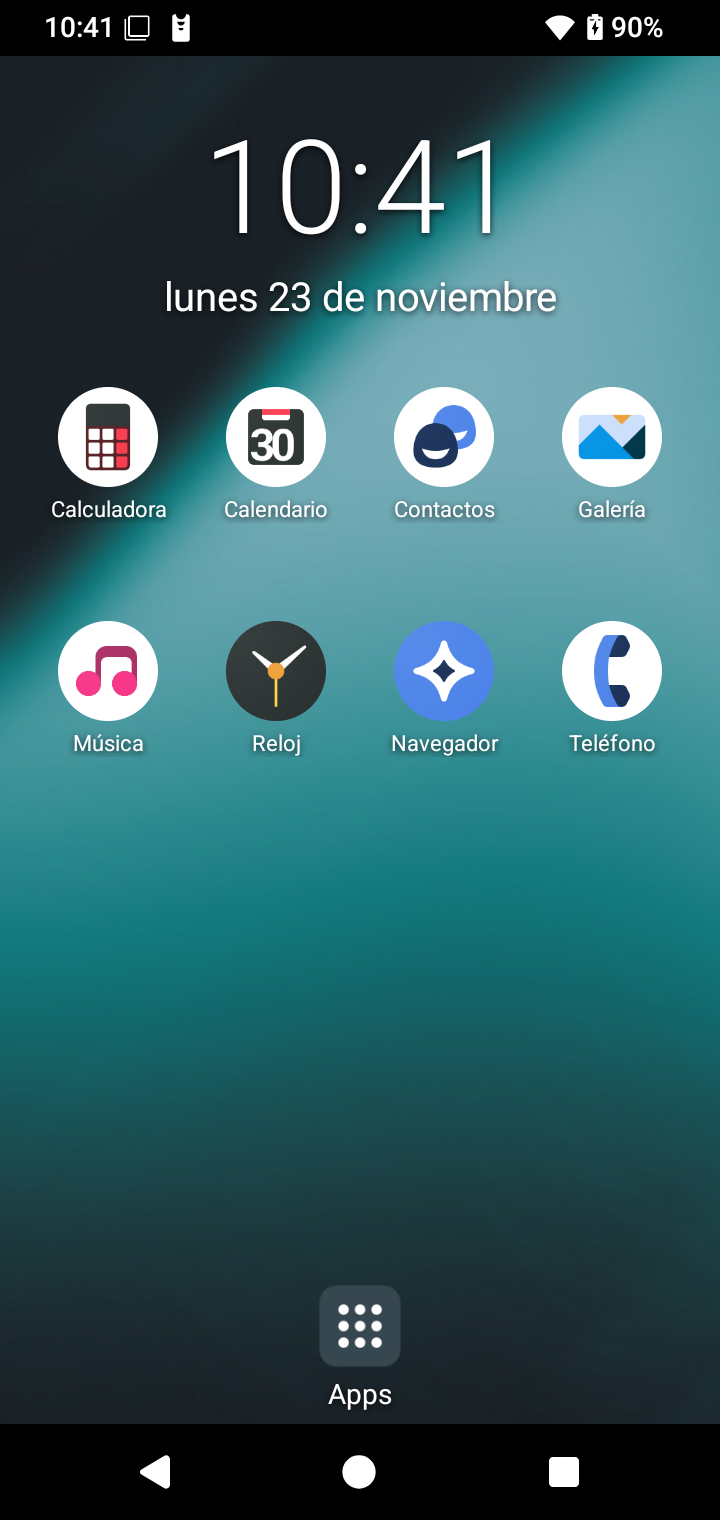 10:41
90%
10:41
lunes 23 de noviembre
30
Calculadora
Calendario
Contactos
Galería
Música
Reloj
Navegador
Teléfono
Apps